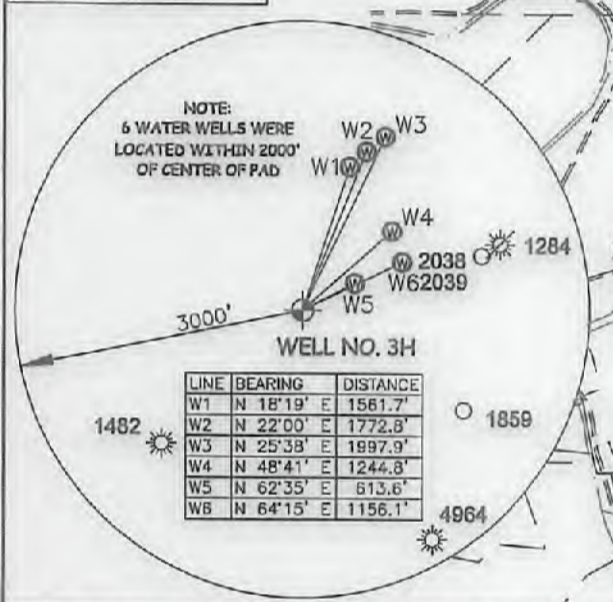 NOTE:
6 WATER WELLS WERE
LOCATED WITHIN 2000'
OF CENTER OF PAD
W1
W2
W3
W4
2038
1284
W62039
W5
3000'
WELL NO. 3H
LINE BEARING DISTANCE
W1 N 18°19' E 1561.7'
W2 N 22°00' E 1772.8'
W3 N 25°38' E 1997.9'
W4 N 48°41' E 1244.8'
W5 N 62°35' E 613.6'
W6 N 64°15' E 1156.1'
1482
1859
4964